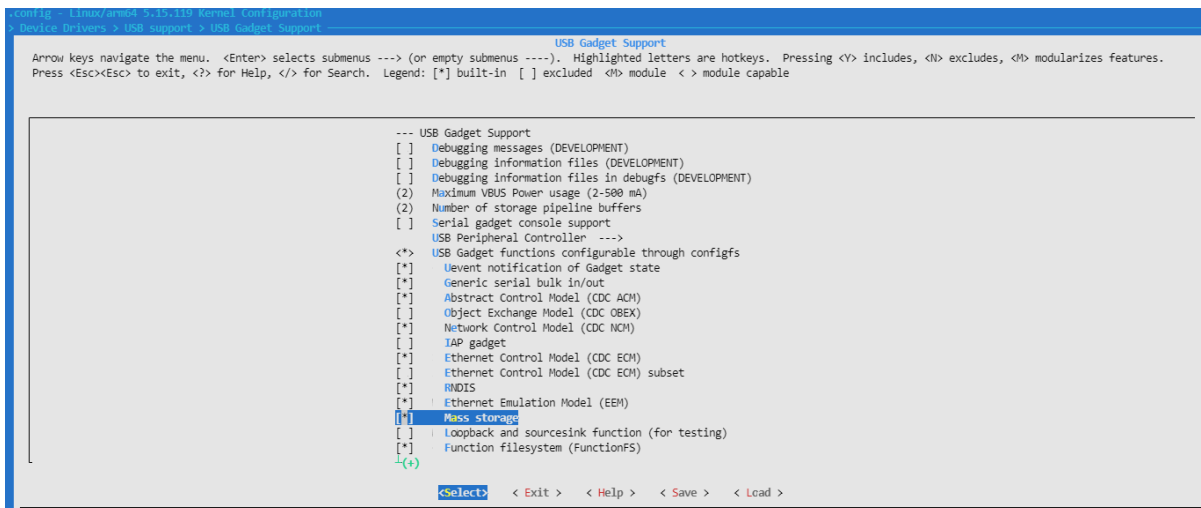 .config - Linux/arm64 5.15.119 Kernel Configuration
> Device Drivers > USB support > USB Gadget Support
USB Gadget Support
Arrow keys navigate the menu. <Enter> selects submenus ---> (or empty submenus ----). Highlighted letters are hotkeys. Pressing <Y> includes, <N> excludes, <M> modularizes features.
Press <Esc><Esc> to exit, <?> for Help, </> for Search. Legend: [*] built-in [ ] excluded <M> module < > module capable
--- USB Gadget Support
[ ] Debugging messages (DEVELOPMENT)
[ ] Debugging information files (DEVELOPMENT)
[ ] Debugging information files in debugfs (DEVELOPMENT)
(2) Maximum VBUS Power usage (2-500 mA)
(2) Number of storage pipeline buffers
[ ] Serial gadget console support
USB Peripheral Controller --->
<*> USB Gadget functions configurable through configfs
[*] Uevent notification of Gadget state
[*] Generic serial bulk in/out
[*] Abstract Control Model (CDC ACM)
[ ] Object Exchange Model (CDC OBEX)
[*] Network Control Model (CDC NCM)
[ ] IAP gadget
[*] Ethernet Control Model (CDC ECM)
[ ] Ethernet Control Model (CDC ECM) subset
[*] RNDIS
[*] Ethernet Emulation Model (EEM)
[*] Mass storage
[ ] Loopback and sourcesink function (for testing)
[*] Function filesystem (FunctionFS)
┴(+)
<Select> < Exit > < Help > < Save > < Load >